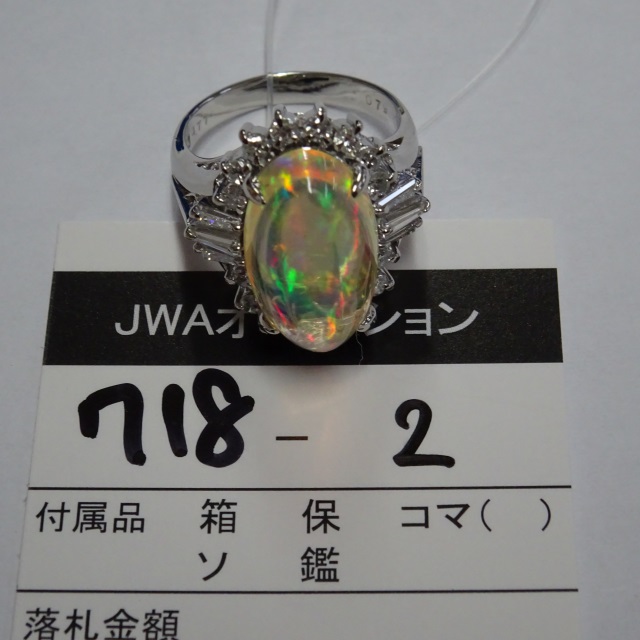 JWAオ ション
718 - 2
付属品 箱 保 コマ( )
ソ 鑑
落札金額